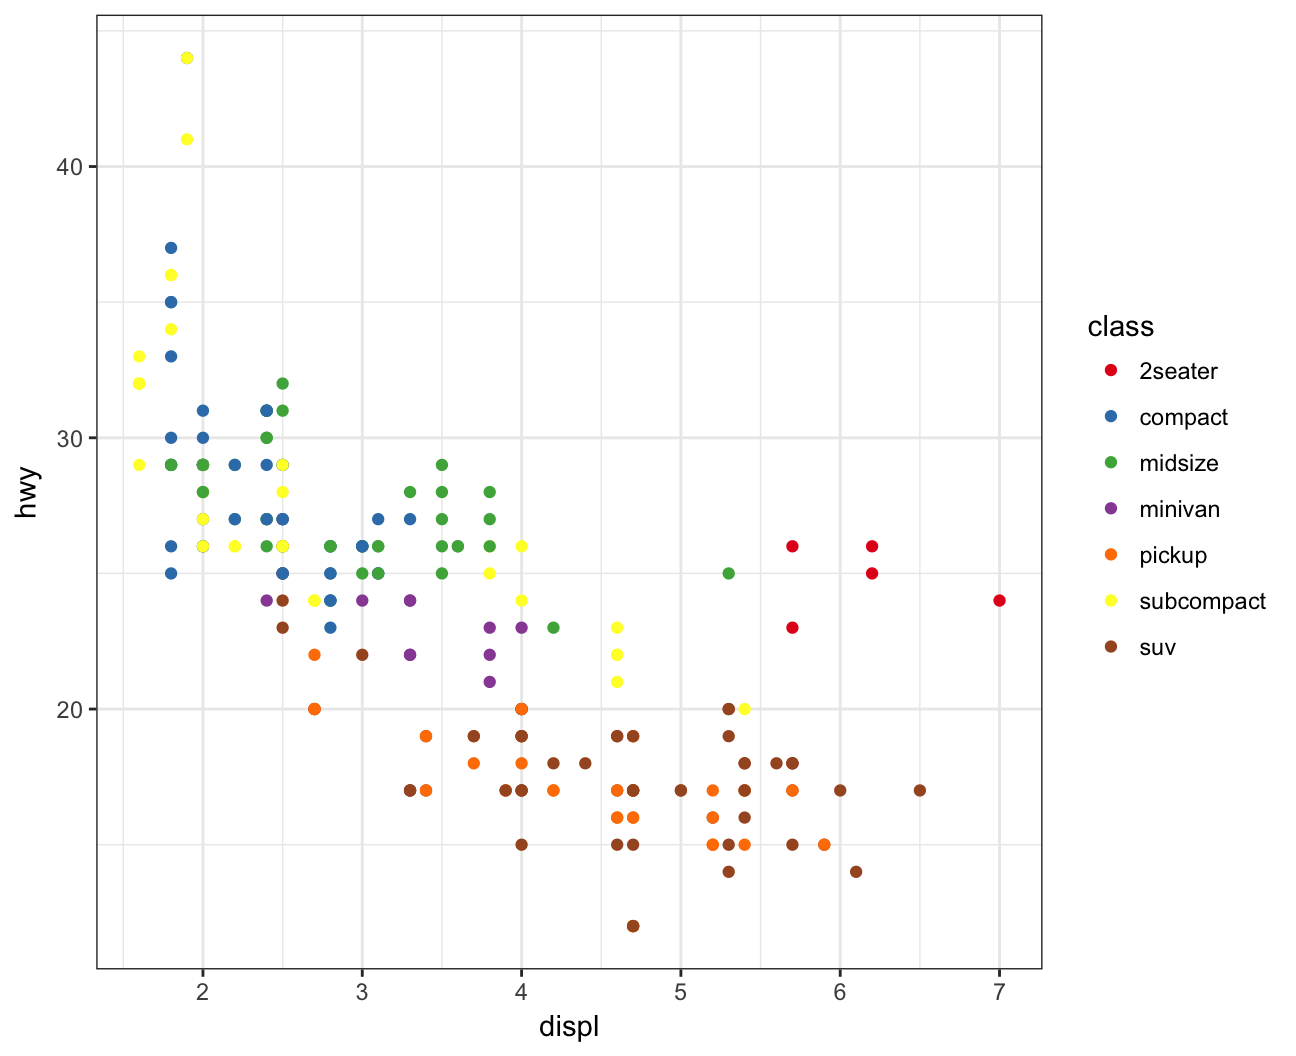 40
30
20
hwy
2 3 4 5 6 7
displ
class
2seater
compact
midsize
minivan
pickup
subcompact
suv